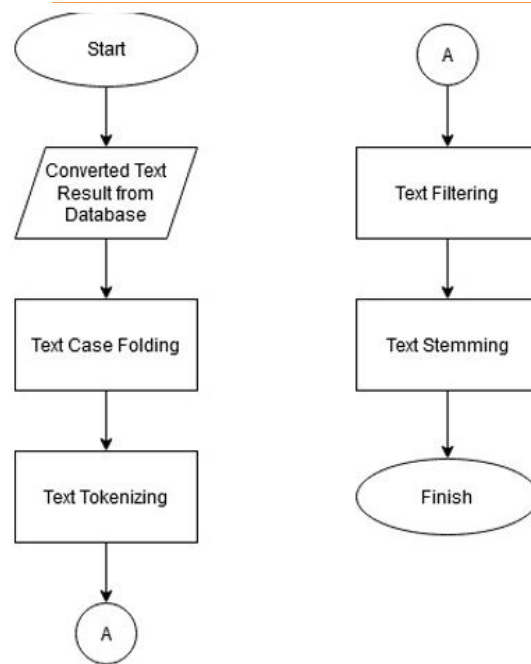 Start
Converted Text
Result from
Database
Text Case Folding
Text Tokenizing
A
A
Text Filtering
Text Stemming
Finish